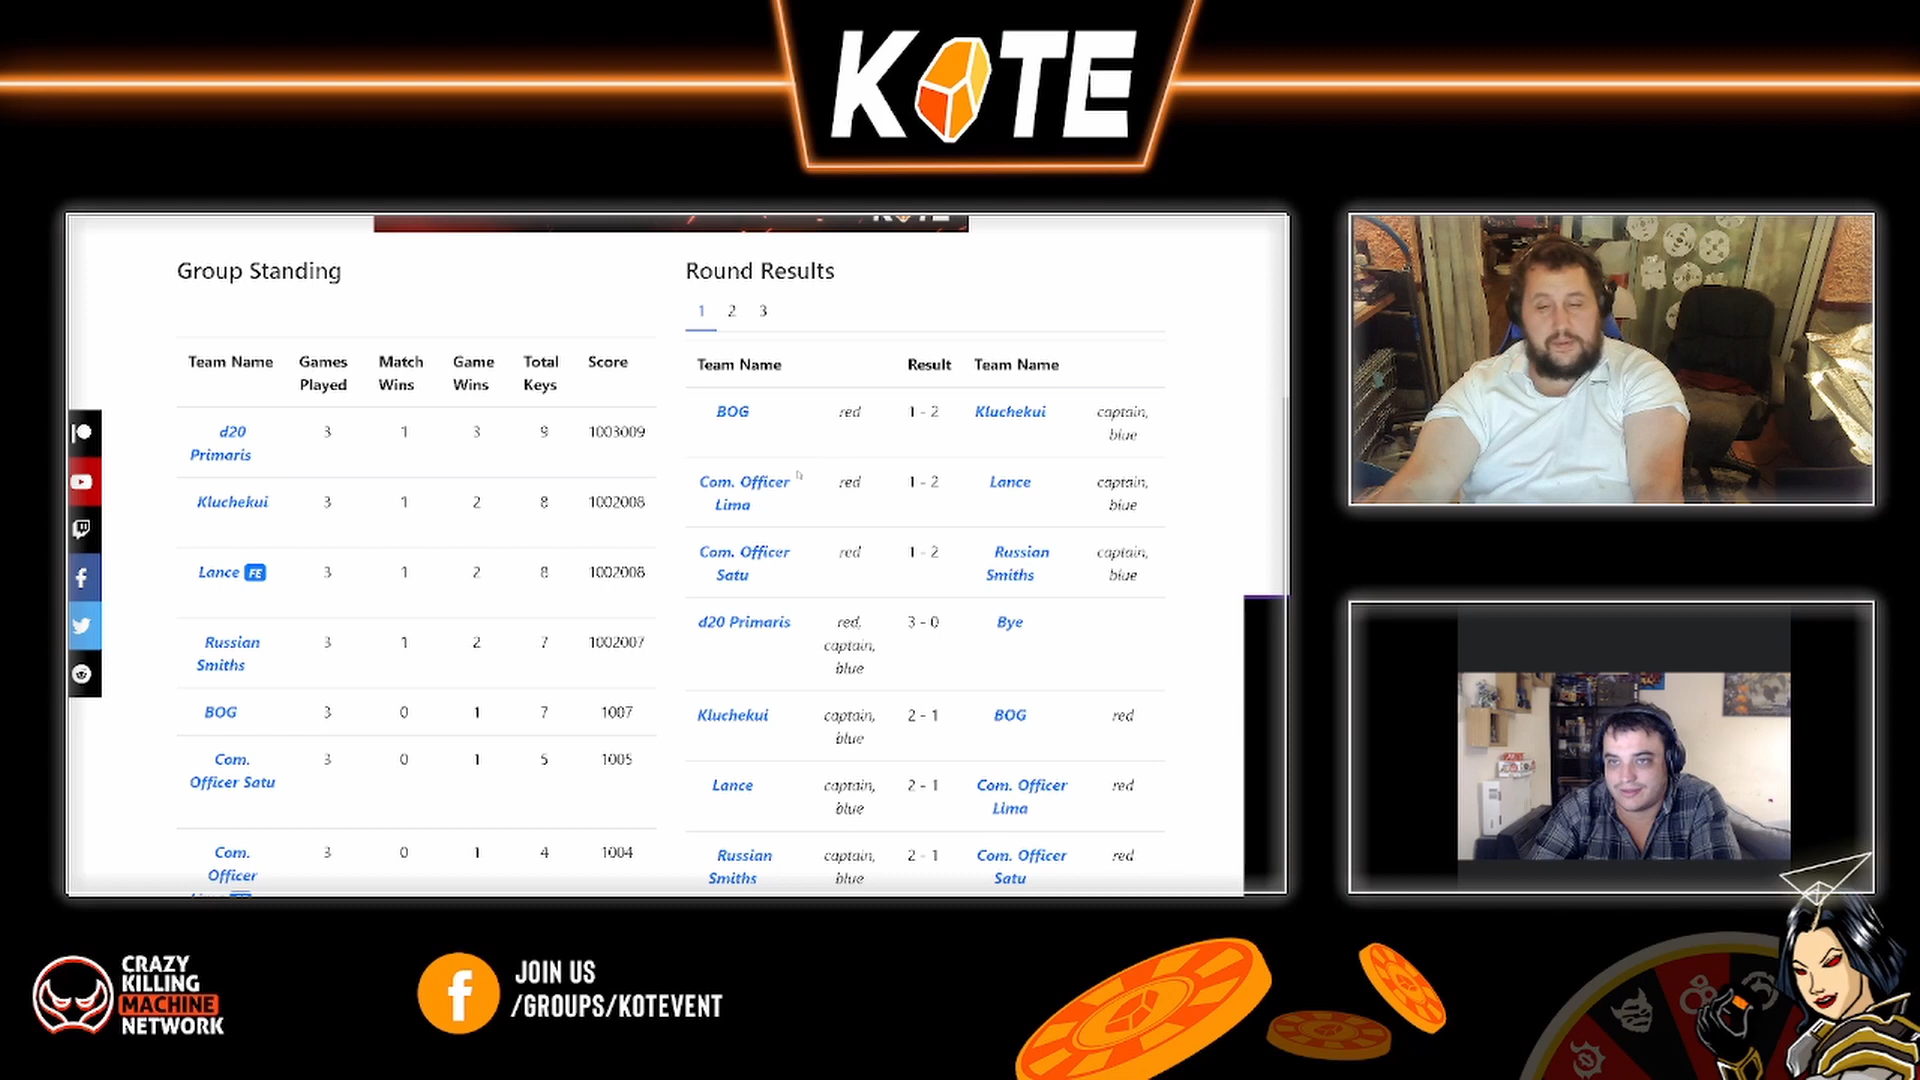 KOTE
Group Standing
Team Name Games Played Match Wins Game Wins Total Keys Score
d20 Primaris 3 1 3 9 1003009
Kluchekui 3 1 2 8 1002008
Lance FE 3 1 2 8 1002008
Russian Smiths 3 1 2 7 1002007
BOG 3 0 1 7 1007
Com. Officer Satu 3 0 1 5 1005
Com. Officer 3 0 1 4 1004
Round Results
1 2 3
Team Name Result Team Name
BOG red 1 - 2 Kluchekui captain, blue
Com. Officer Lima red 1 - 2 Lance captain, blue
Com. Officer Satu red 1 - 2 Russian Smiths captain, blue
d20 Primaris red, captain, blue 3 - 0 Bye
Kluchekui captain, blue 2 - 1 BOG red
Lance captain, blue 2 - 1 Com. Officer Lima red
Russian Smiths captain, blue 2 - 1 Com. Officer Satu red
CRAZY
KILLING
MACHINE
NETWORK
JOIN US
/GROUPS/KOTEVENT